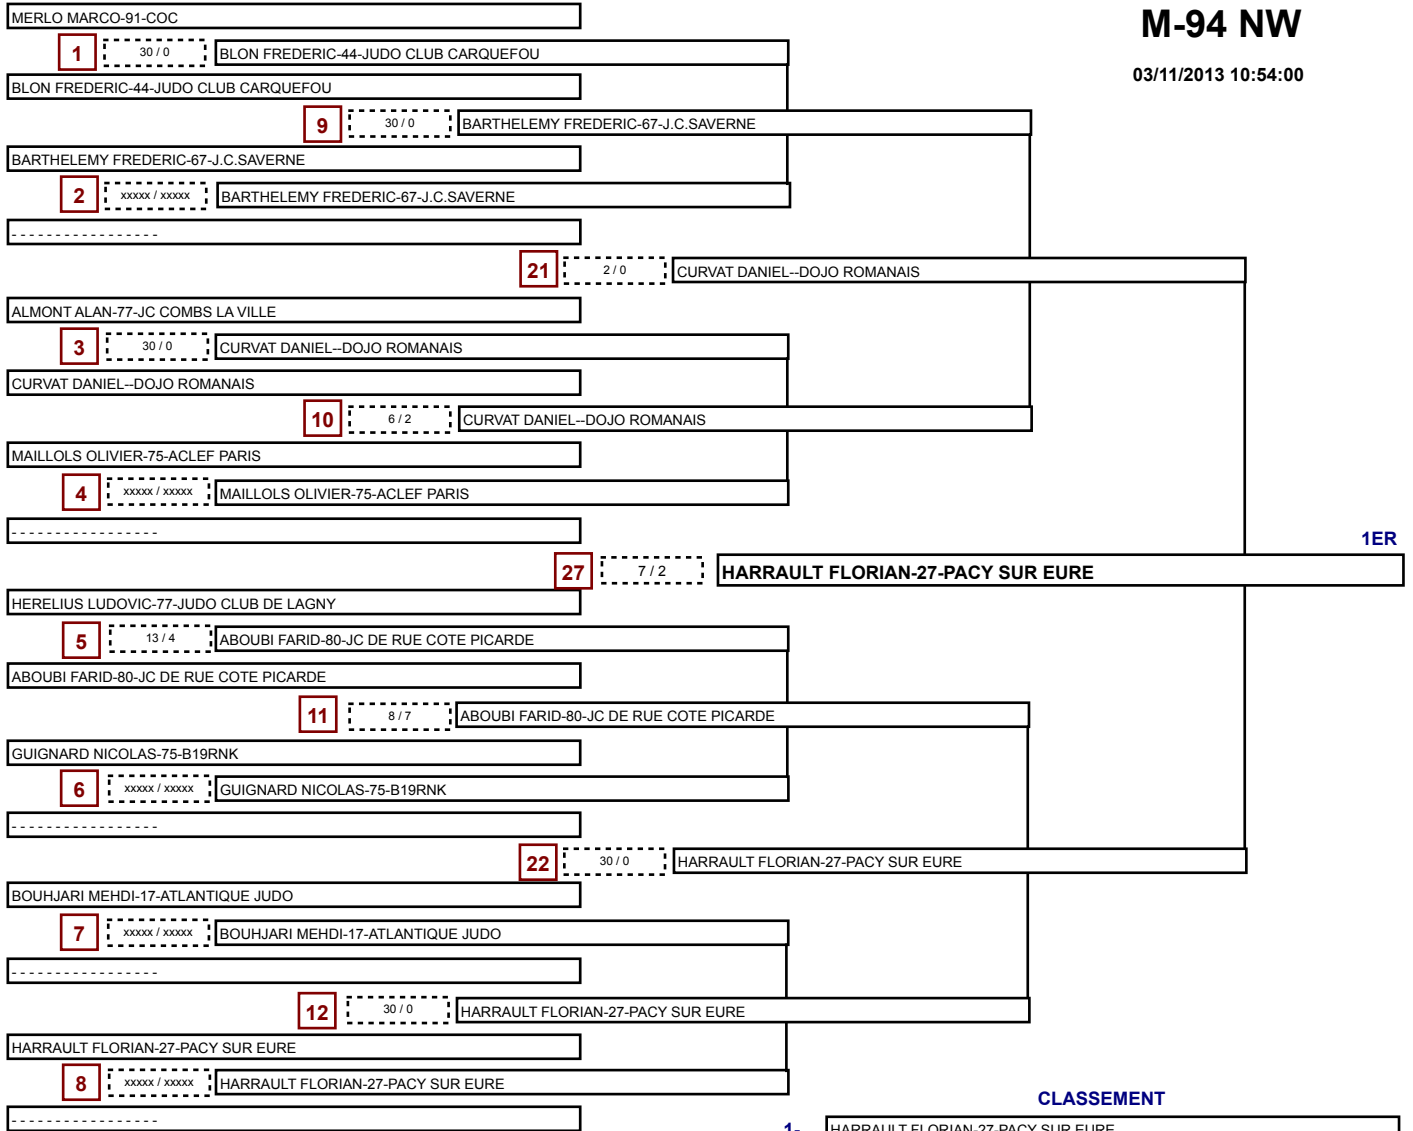 MERLO MARCO-91-COC
M-94 NW
1
30 / 0
BLON FREDERIC-44-JUDO CLUB CARQUEFOU
03/11/2013 10:54:00
BLON FREDERIC-44-JUDO CLUB CARQUEFOU
9
30 / 0
BARTHELEMY FREDERIC-67-J.C.SAVERNE
BARTHELEMY FREDERIC-67-J.C.SAVERNE
2
xxxxx / xxxxx
BARTHELEMY FREDERIC-67-J.C.SAVERNE
- - - - - - - - - - - - - - - - -
21
2 / 0
CURVAT DANIEL--DOJO ROMANAIS
ALMONT ALAN-77-JC COMBS LA VILLE
3
30 / 0
CURVAT DANIEL--DOJO ROMANAIS
CURVAT DANIEL--DOJO ROMANAIS
10
6 / 2
CURVAT DANIEL--DOJO ROMANAIS
MAILLOLS OLIVIER-75-ACLEF PARIS
4
xxxxx / xxxxx
MAILLOLS OLIVIER-75-ACLEF PARIS
- - - - - - - - - - - - - - - - -
1ER
27
7 / 2
HARRAULT FLORIAN-27-PACY SUR EURE
HERELIUS LUDOVIC-77-JUDO CLUB DE LAGNY
5
13 / 4
ABOUBI FARID-80-JC DE RUE COTE PICARDE
ABOUBI FARID-80-JC DE RUE COTE PICARDE
11
8 / 7
ABOUBI FARID-80-JC DE RUE COTE PICARDE
GUIGNARD NICOLAS-75-B19RNK
6
xxxxx / xxxxx
GUIGNARD NICOLAS-75-B19RNK
- - - - - - - - - - - - - - - - -
22
30 / 0
HARRAULT FLORIAN-27-PACY SUR EURE
BOUHJARI MEHDI-17-ATLANTIQUE JUDO
7
xxxxx / xxxxx
BOUHJARI MEHDI-17-ATLANTIQUE JUDO
- - - - - - - - - - - - - - - - -
12
30 / 0
HARRAULT FLORIAN-27-PACY SUR EURE
HARRAULT FLORIAN-27-PACY SUR EURE
8
xxxxx / xxxxx
HARRAULT FLORIAN-27-PACY SUR EURE
- - - - - - - - - - - - - - - - -
CLASSEMENT
1- HARRAULT FLORIAN-27-PACY SUR EURE